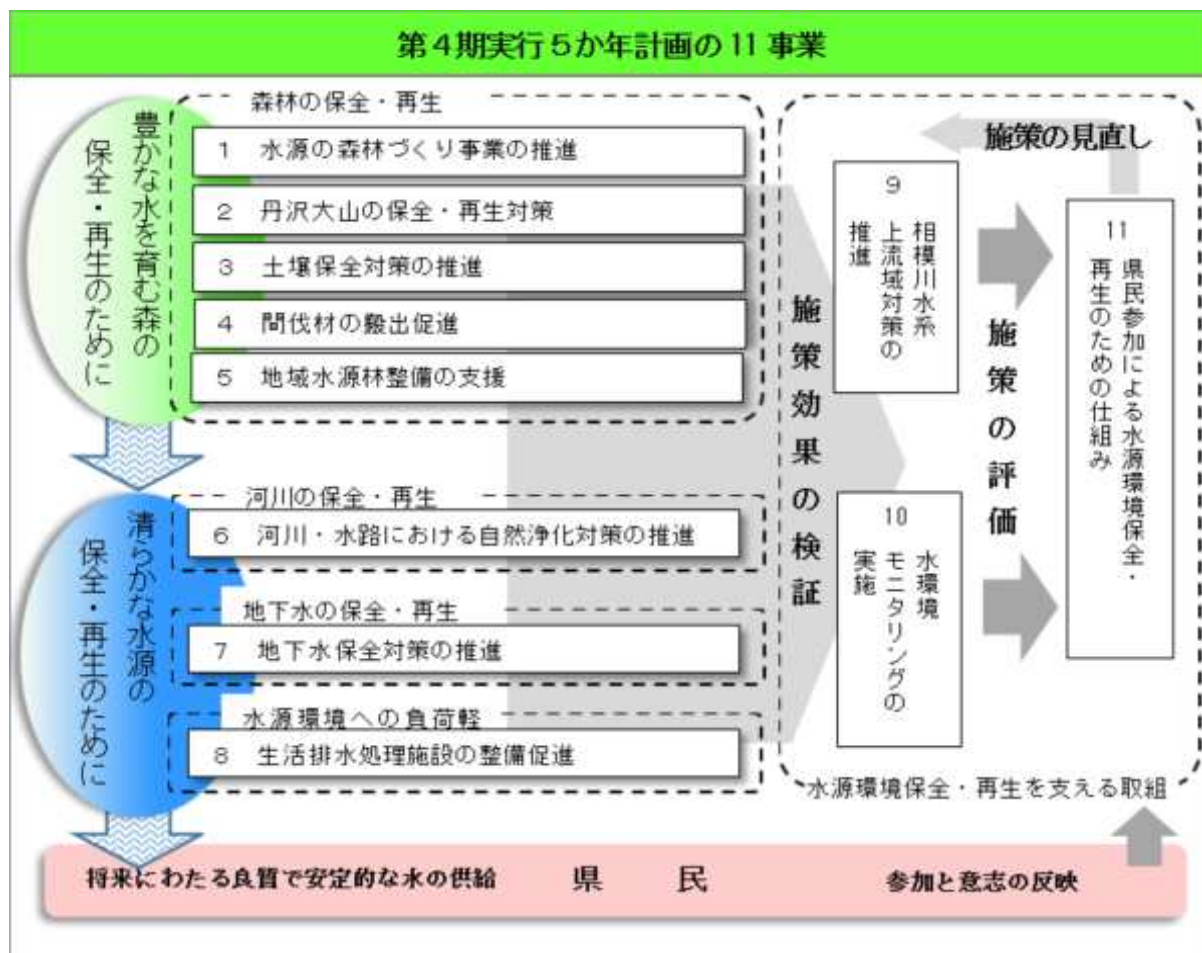 第４期実行５か年計画の11事業
豊かな水を育む森の
保全・再生のために
森林の保全・再生
１　水源の森林づくり事業の推進
２　丹沢大山の保全・再生対策
３　土壌保全対策の推進
４　間伐材の搬出促進
５　地域水源林整備の支援
清らかな水源の
保全・再生のために
河川の保全・再生
６　河川・水路における自然浄化対策の推進
地下水の保全・再生
７　地下水保全対策の推進
水源環境への負荷軽
８　生活排水処理施設の整備促進
施策効果の検証
９
相模川水系
上流域対策の
推進
10
水環境
モニタリングの
実施
施策の評価
施策の見直し
11
県民参加による水源環境保全・
再生のための仕組み
水源環境保全・再生を支える取組
将来にわたる良質で安定的な水の供給　県　民　参加と意志の反映